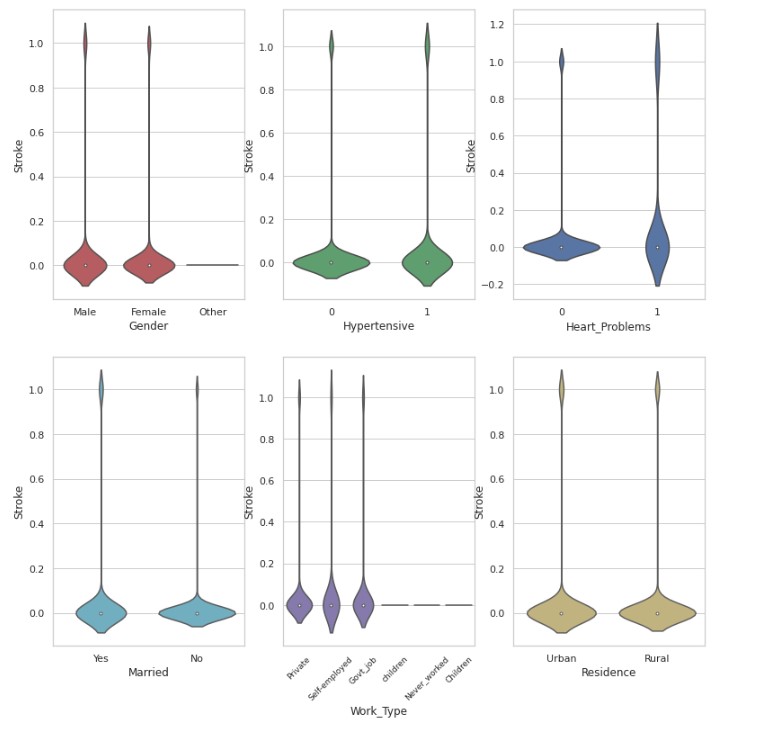 1.0
0.8
0.6
0.4
0.2
0.0
Stroke
Male Female Other
Gender
1.0
0.8
0.6
0.4
0.2
0.0
Stroke
0 1
Hypertensive
1.2
1.0
0.8
0.6
0.4
0.2
0.0
−0.2
Stroke
0 1
Heart_Problems
1.0
0.8
0.6
0.4
0.2
0.0
Stroke
Yes No
Married
1.0
0.8
0.6
0.4
0.2
0.0
Stroke
Private Self-employed Govt_job children Never_worked Children
Work_Type
1.0
0.8
0.6
0.4
0.2
0.0
Stroke
Urban Rural
Residence